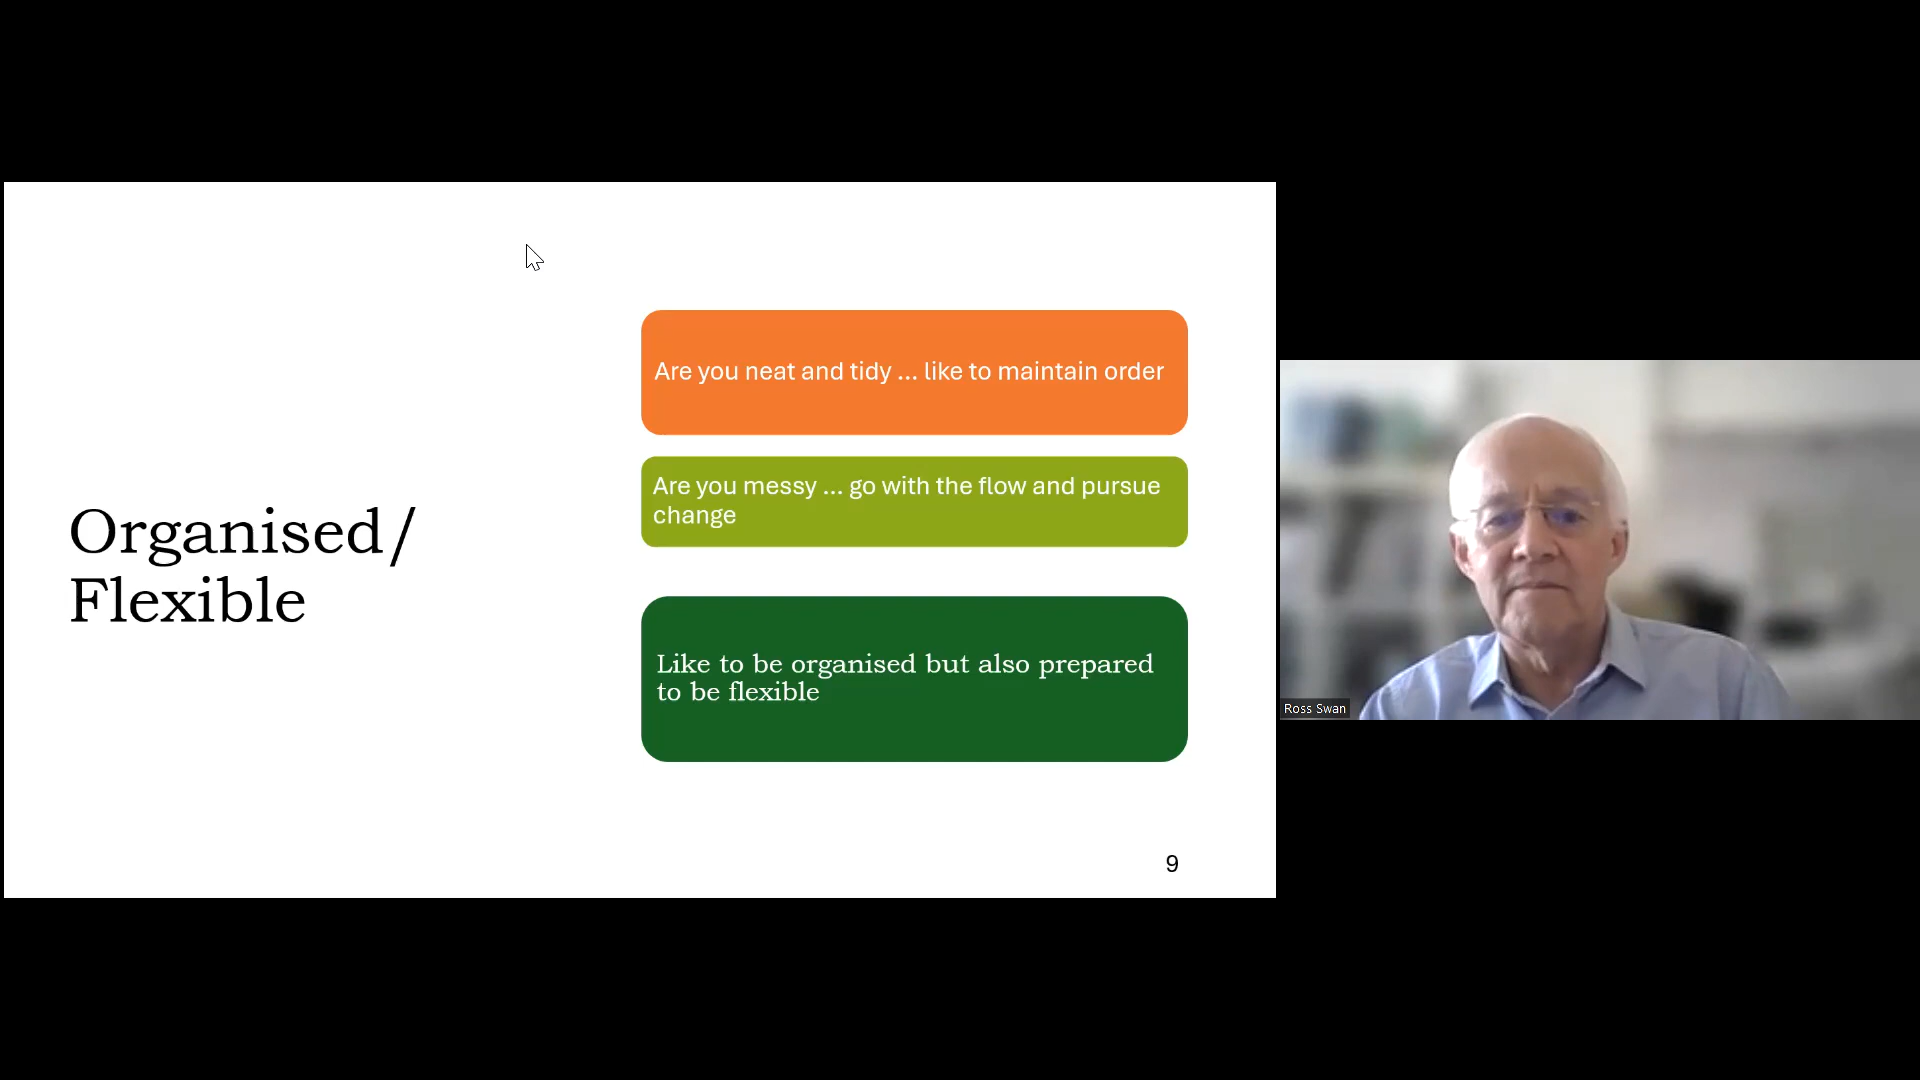 Organised/
Flexible
Are you neat and tidy ... like to maintain order
Are you messy ... go with the flow and pursue
change
Like to be organised but also prepared
to be flexible
9
Ross Swan